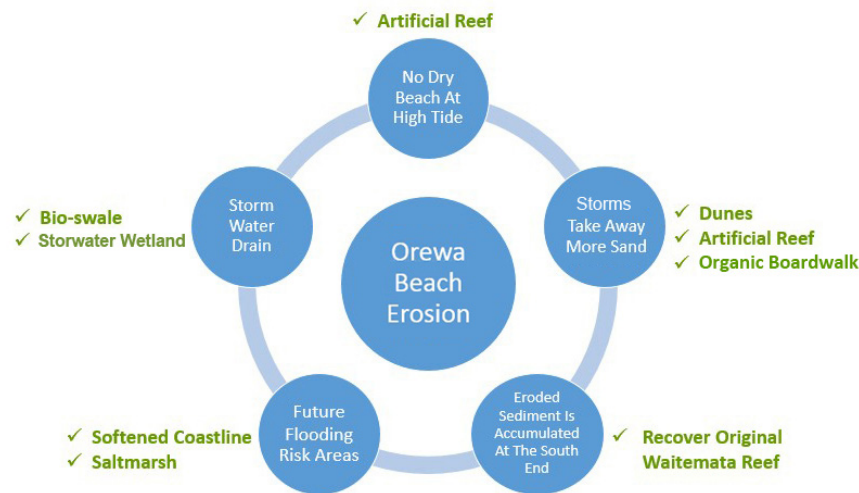 ✓ Artificial Reef
No Dry
Beach At
High Tide
Storms
Take Away
More Sand
✓ Dunes
✓ Artificial Reef
✓ Organic Boardwalk
Eroded
Sediment Is
Accumulated
At The South
End
✓ Recover Original
Waitemata Reef
Future
Flooding
Risk Areas
✓ Softened Coastline
✓ Saltmarsh
Storm
Water
Drain
✓ Bio-swale
✓ Storwater Wetland
Orewa
Beach
Erosion